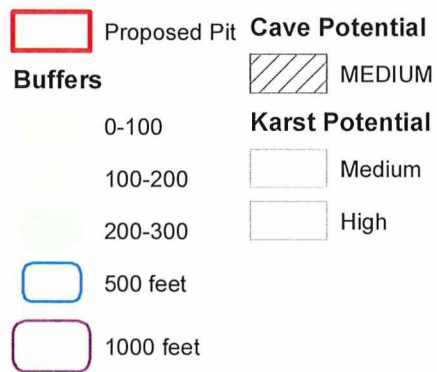 Proposed Pit
Buffers
0-100
100-200
200-300
500 feet
1000 feet
Cave Potential
MEDIUM
Karst Potential
Medium
High